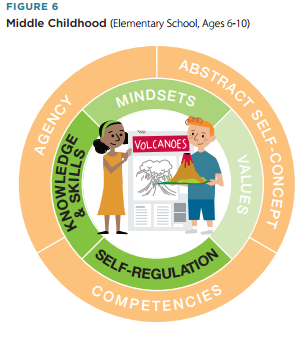 FIGURE 6
Middle Childhood (Elementary School, Ages 6-10)
AGENCY
ABSTRACT SELF-CONCEPT
COMPETENCIES
MINDSETS
VALUES
SELF-REGULATION
KNOWLEDGE
& SKILLS
VOLCANOES